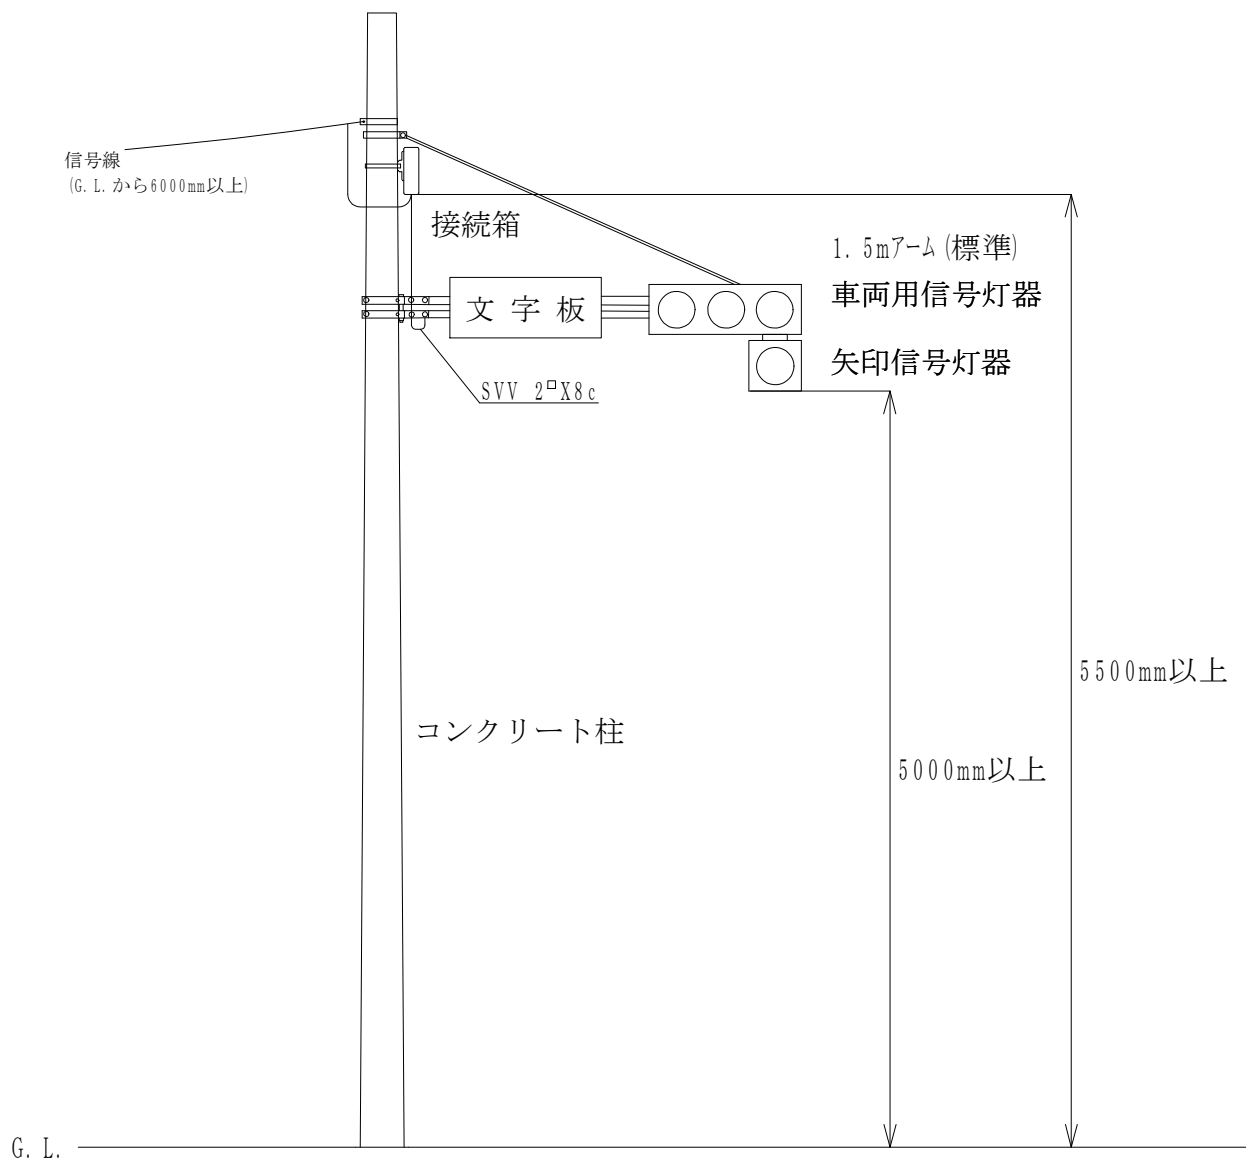 信号線
(G.L.から6000mm以上)
接続箱
1.5mアーム(標準)
車両用信号灯器
文字板
矢印信号灯器
SVV 2□X8c
5500mm以上
コンクリート柱
5000mm以上
G.L.